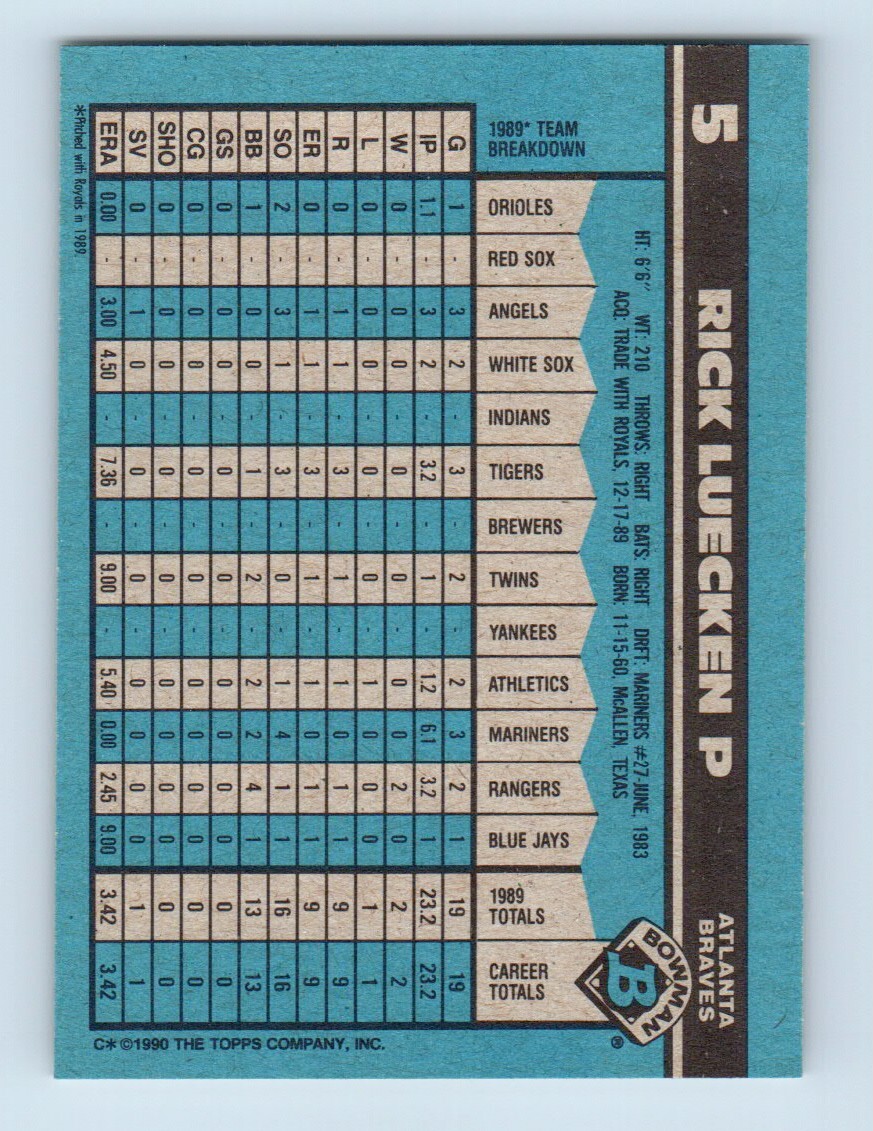 5 RICK LUECKEN P ATLANTA BRAVES
HT: 6'6" WT: 210 THROWS: RIGHT BATS: RIGHT DRFT: MARINERS #27-JUNE, 1983
ACQ: TRADE WITH ROYALS, 12-17-89 BORN: 11-15-60, McALLEN, TEXAS
BOWMAN
B
®
1989* TEAM BREAKDOWN G IP W L R ER SO BB GS CG SHO SV ERA
ORIOLES 1 1.1 0 0 0 0 2 1 0 0 0 0 0.00
RED SOX - - - - - - - - - - - - -
ANGELS 3 3 0 0 1 1 3 0 0 0 0 1 3.00
WHITE SOX 2 2 0 0 1 1 1 0 0 0 0 0 4.50
INDIANS - - - - - - - - - - - - -
TIGERS 3 3.2 0 0 3 3 3 1 0 0 0 0 7.36
BREWERS - - - - - - - - - - - - -
TWINS 2 1 0 0 1 1 0 2 0 0 0 0 9.00
YANKEES - - - - - - - - - - - - -
ATHLETICS 2 1.2 0 1 1 1 1 2 0 0 0 0 5.40
MARINERS 3 6.1 0 0 0 0 4 2 0 0 0 0 0.00
RANGERS 2 3.2 2 0 1 1 1 4 0 0 0 0 2.45
BLUE JAYS 1 1 0 0 1 1 1 1 0 0 0 0 9.00
1989 TOTALS 19 23.2 2 1 9 9 16 13 0 0 0 1 3.42
CAREER TOTALS 19 23.2 2 1 9 9 16 13 0 0 0 1 3.42
*Pitched with Royals in 1989.
C* ©1990 THE TOPPS COMPANY, INC.